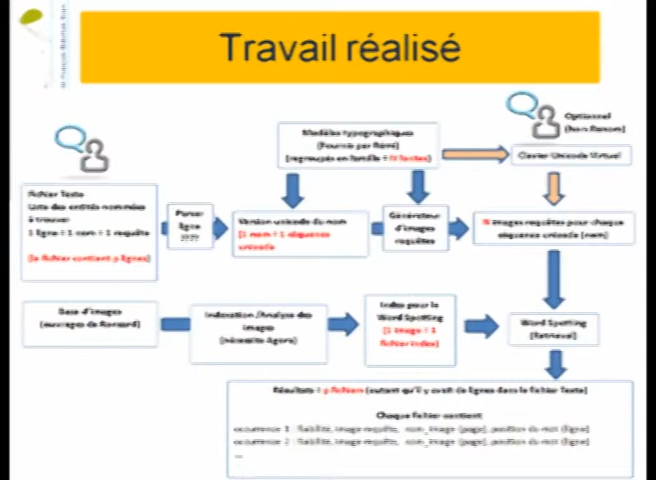 Travail réalisé
Modèles typographiques
(Fournis par Rémi)
(regroupés en famille = N fontes)
Optionnel
(Non Ronsard)
Clavier Unicode Virtuel
Fichier Texte
Liste des entités nommées
à trouver
1 ligne = 1 nom = 1 requête
(le fichier contient p lignes)
Parser
ligne
????
Version unicode du nom
(1 nom = 1 séquence
unicode
Générateur
d'images
requêtes
N images requêtes pour chaque
séquence unicode (nom)
Base d'images
(ouvrages de Ronsard)
Indexation /Analyse des
images
(nécessite Agora)
Index pour le
Word Spotting
(1 image = 1
fichier index)
Word Spotting
(Retrieval)
Résultats = p fichiers (autant qu'il y avait de lignes dans le fichier Texte)
Chaque fichier contient
occurrence 1 : fiabilité, image requête, nom_image (page), position du mot (ligne)
occurrence 2 : fiabilité, image requête, nom_image (page), position du mot (ligne)
...